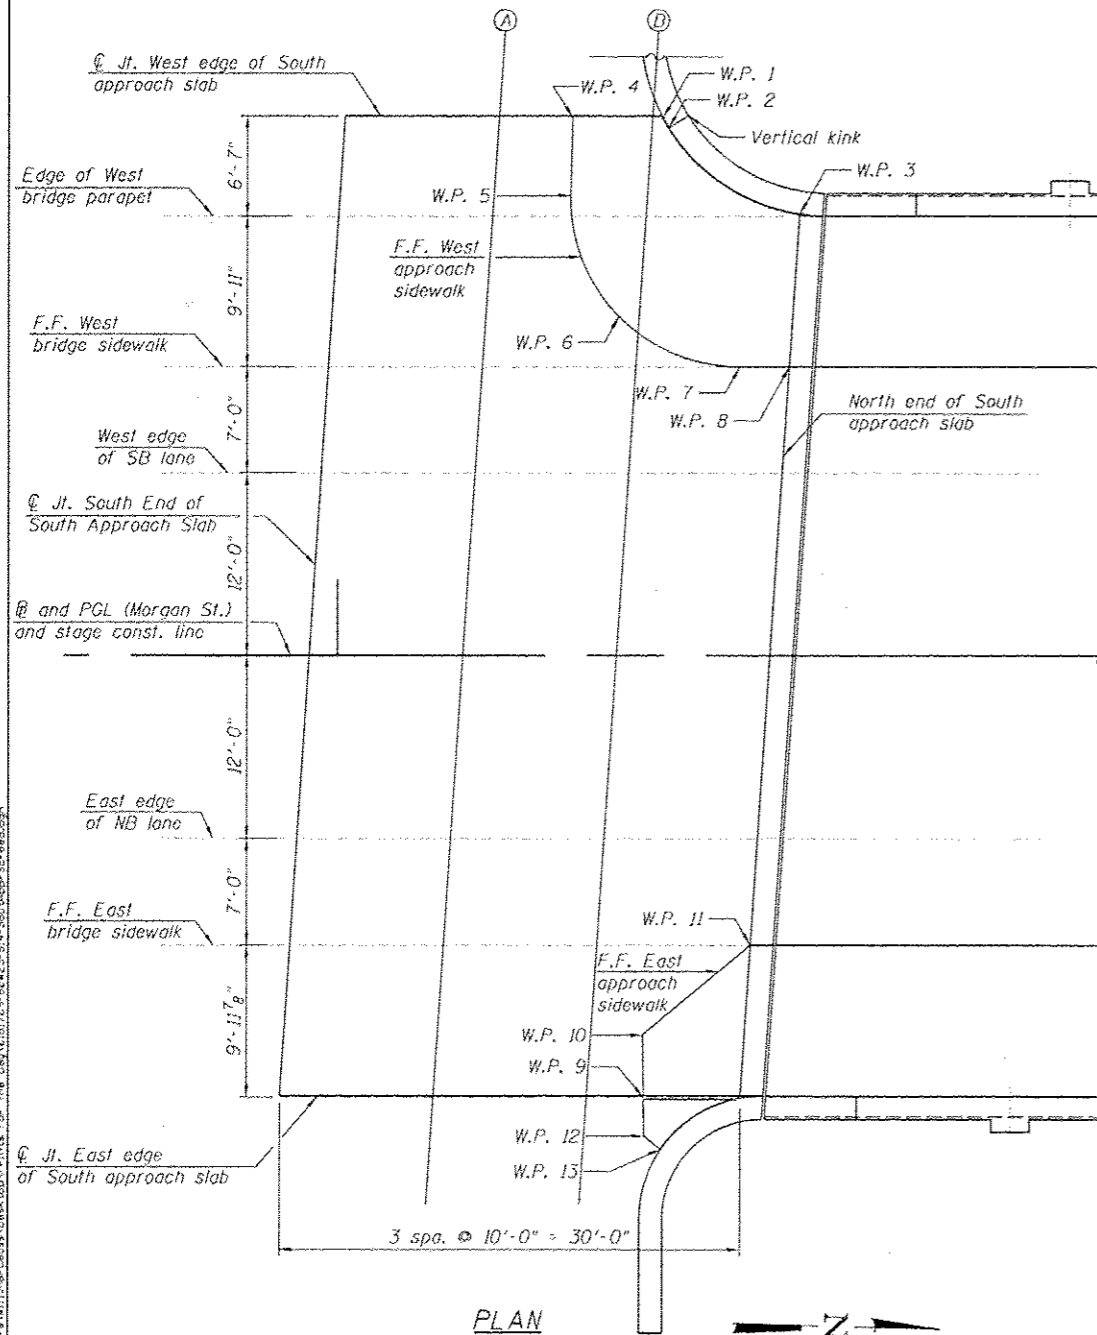 A
B
℄ Jt. West edge of South
approach slab
W.P. 4
W.P. 1
W.P. 2
Vertical kink
6'-7"
Edge of West
bridge parapet
W.P. 5
W.P. 3
F.F. West
approach
sidewalk
9'-11"
F.F. West
bridge sidewalk
W.P. 6
W.P. 7
W.P. 8
North end of South
approach slab
7'-0"
West edge
of SB lane
℄ Jt. South End of
South Approach Slab
12'-0"
and PGL (Morgan St.)
and stage const. line
12'-0"
East edge
of NB lane
7'-0"
F.F. East
bridge sidewalk
W.P. 11
F.F. East
approach
sidewalk
9'-11 7/8"
W.P. 10
W.P. 9
W.P. 12
W.P. 13
℄ Jt. East edge
of South approach slab
3 spa. @ 10'-0" = 30'-0"
PLAN
Z